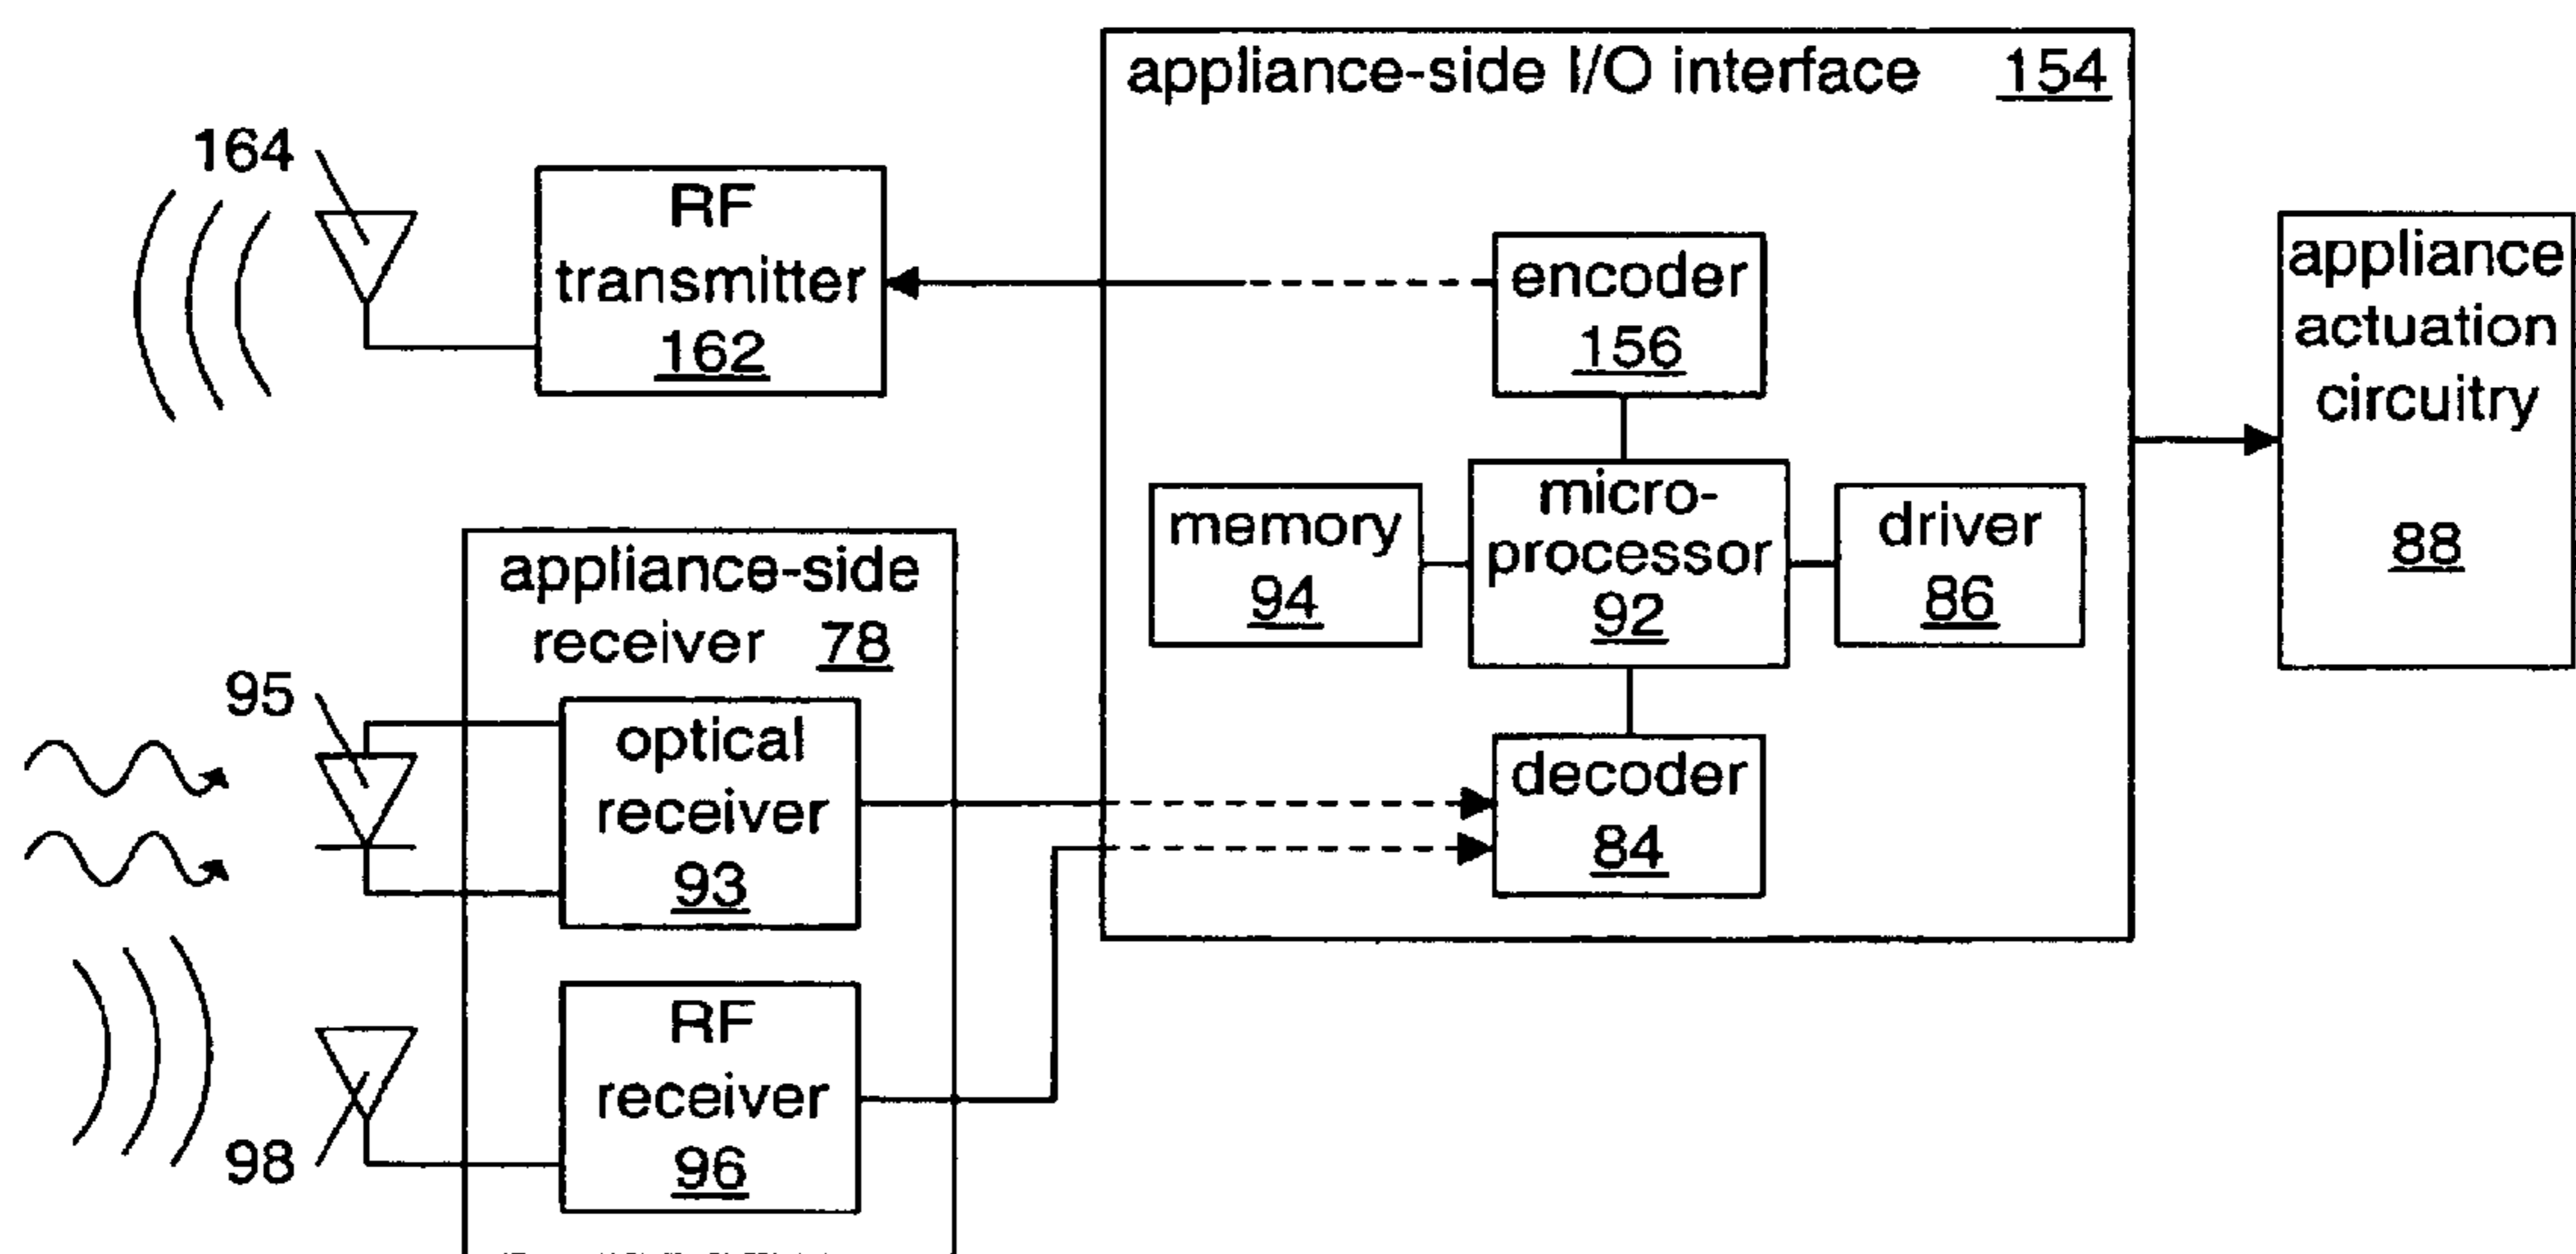 appliance-side I/O interface 154
164
RF
transmitter
162
encoder
156
appliance
actuation
circuitry
88
memory
94
micro-
processor
92
driver
86
appliance-side
receiver 78
95
optical
receiver
93
decoder
84
RF
receiver
96
98